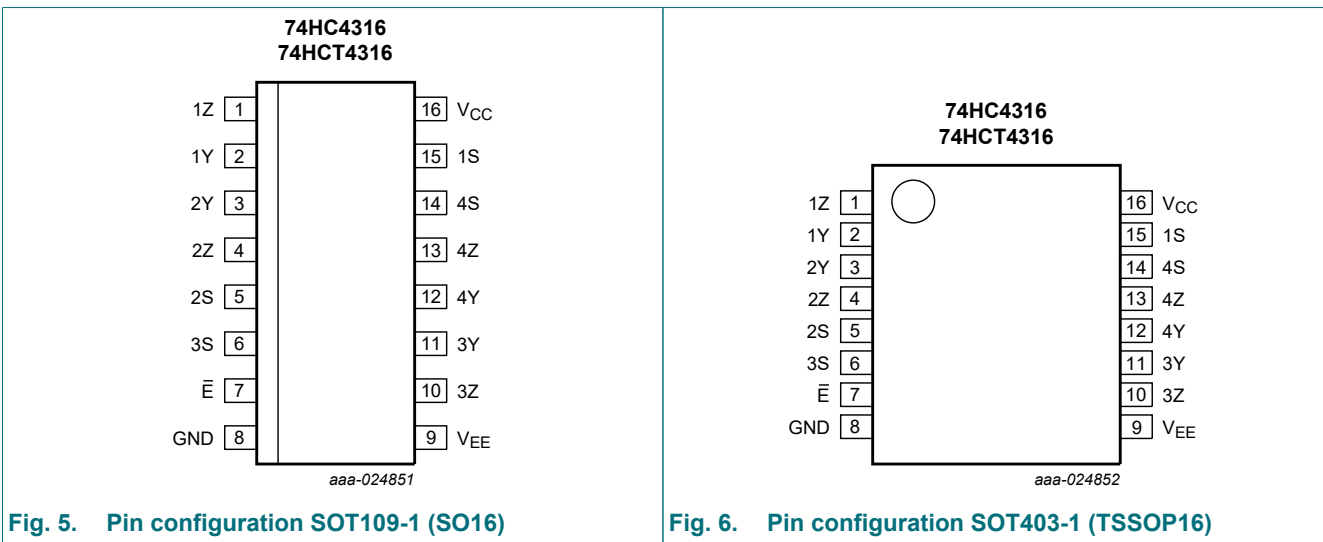 74HC4316
74HCT4316
1Z 1 16 VCC
1Y 2 15 1S
2Y 3 14 4S
2Z 4 13 4Z
2S 5 12 4Y
3S 6 11 3Y
E̅ 7 10 3Z
GND 8 9 VEE
aaa-024851
Fig. 5. Pin configuration SOT109-1 (SO16)
74HC4316
74HCT4316
1Z 1 16 VCC
1Y 2 15 1S
2Y 3 14 4S
2Z 4 13 4Z
2S 5 12 4Y
3S 6 11 3Y
E̅ 7 10 3Z
GND 8 9 VEE
aaa-024852
Fig. 6. Pin configuration SOT403-1 (TSSOP16)